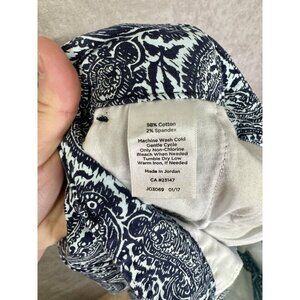 98% Cotton
2% Spandex
Machine Wash Cold
Gentle Cycle
Only Non-Chlorine
Bleach When Needed
Tumble Dry Low
Warm Iron, If Needed
Made In Jordan
CA #23147
JG3069 01/17